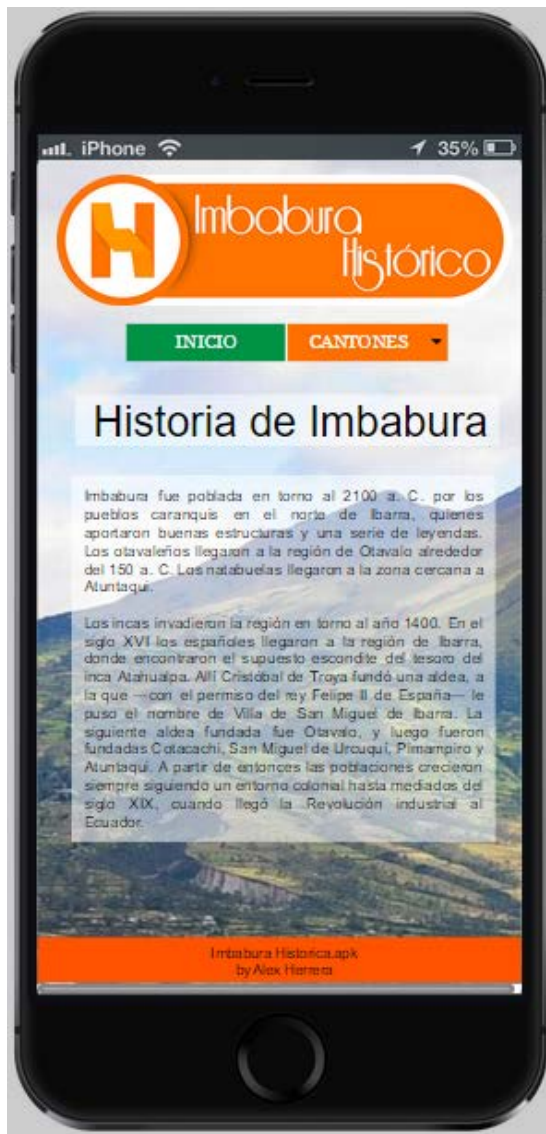 iPhone 35%
H Imbabura
Histórico
INICIO CANTONES
Historia de Imbabura
Imbabura fue poblada en torno al 2100 a. C. por los
pueblos caranquis en el norte de Ibarra, quienes
aportaron buenas estructuras y una serie de leyendas.
Los otavaleños llegaron a la región de Otavalo alrededor
del 150 a. C. Los natabuelas llegaron a la zona cercana a
Atuntaqui.
Los incas invadieron la región en torno al año 1400. En el
siglo XVI los españoles llegaron a la región de Ibarra,
donde encontraron el supuesto escondite del tesoro del
inca Atahualpa. Allí Cristóbal de Troya fundó una aldea, a
la que —con el permiso del rey Felipe II de España— le
puso el nombre de Villa de San Miguel de Ibarra. La
siguiente aldea fundada fue Otavalo, y luego fueron
fundadas Cotacachi, San Miguel de Urcuquí, Pimampiro y
Atuntaqui. A partir de entonces las poblaciones crecieron
siempre siguiendo un entorno colonial hasta mediados del
siglo XIX, cuando llegó la Revolución industrial al
Ecuador.
Imbabura Historica.apk
by Alex Herrera